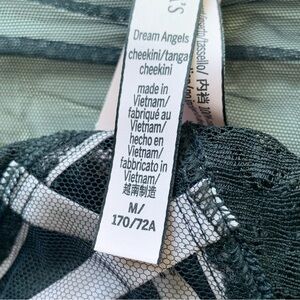 'S
Dream Angels
cheekini/tanga
cheekini
made in
Vietnam/
fabriqué au
Vietnam/
hecho en
Vietnam/
fabbricato in
Vietnam/
越南制造
M/
170/72A